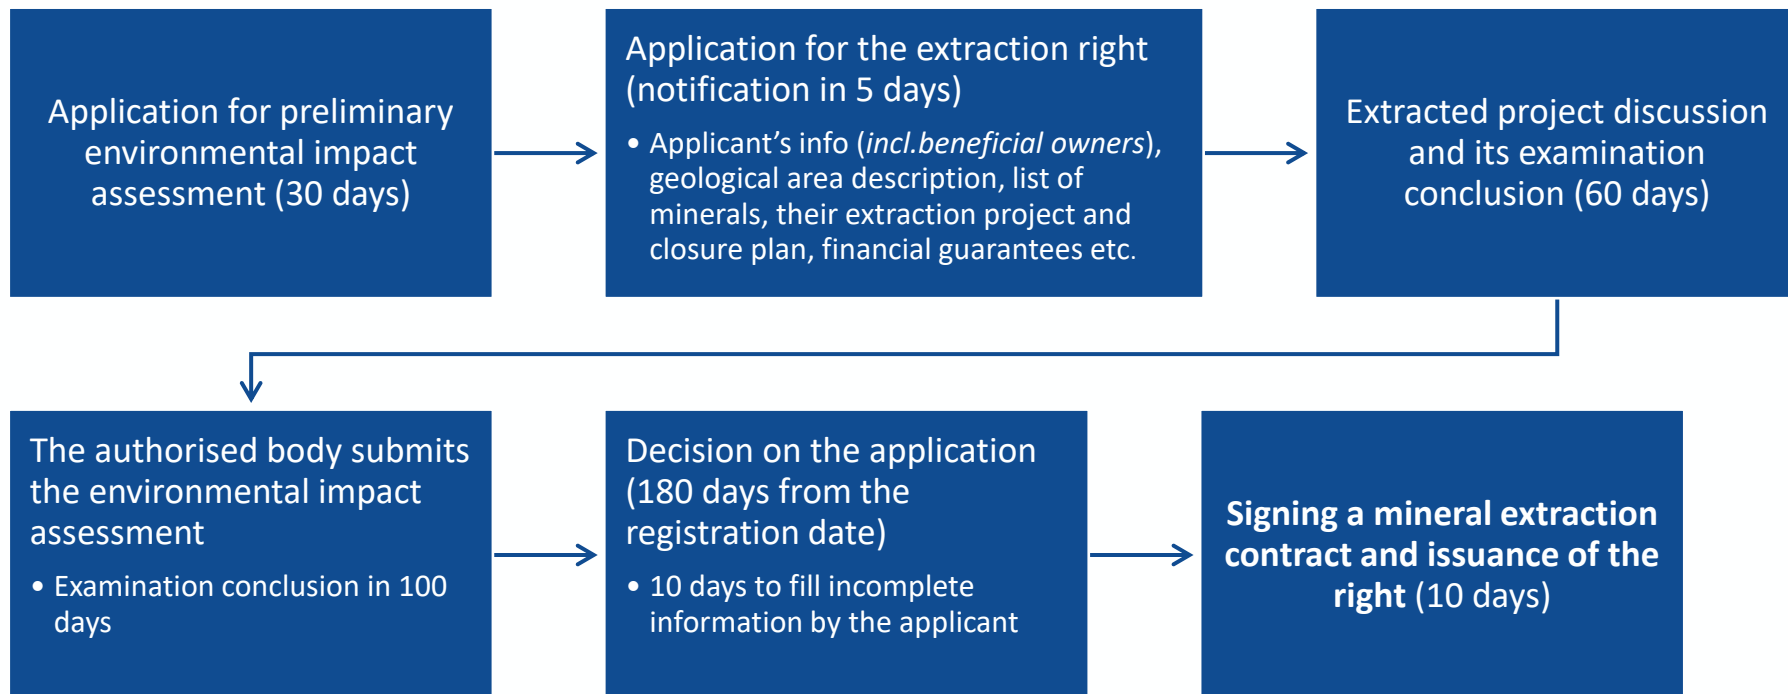 Application for preliminary
environmental impact
assessment (30 days)
Application for the extraction right
(notification in 5 days)
• Applicant’s info (incl.beneficial owners),
geological area description, list of
minerals, their extraction project and
closure plan, financial guarantees etc.
Extracted project discussion
and its examination
conclusion (60 days)
The authorised body submits
the environmental impact
assessment
• Examination conclusion in 100
days
Decision on the application
(180 days from the
registration date)
• 10 days to fill incomplete
information by the applicant
Signing a mineral extraction
contract and issuance of the
right (10 days)